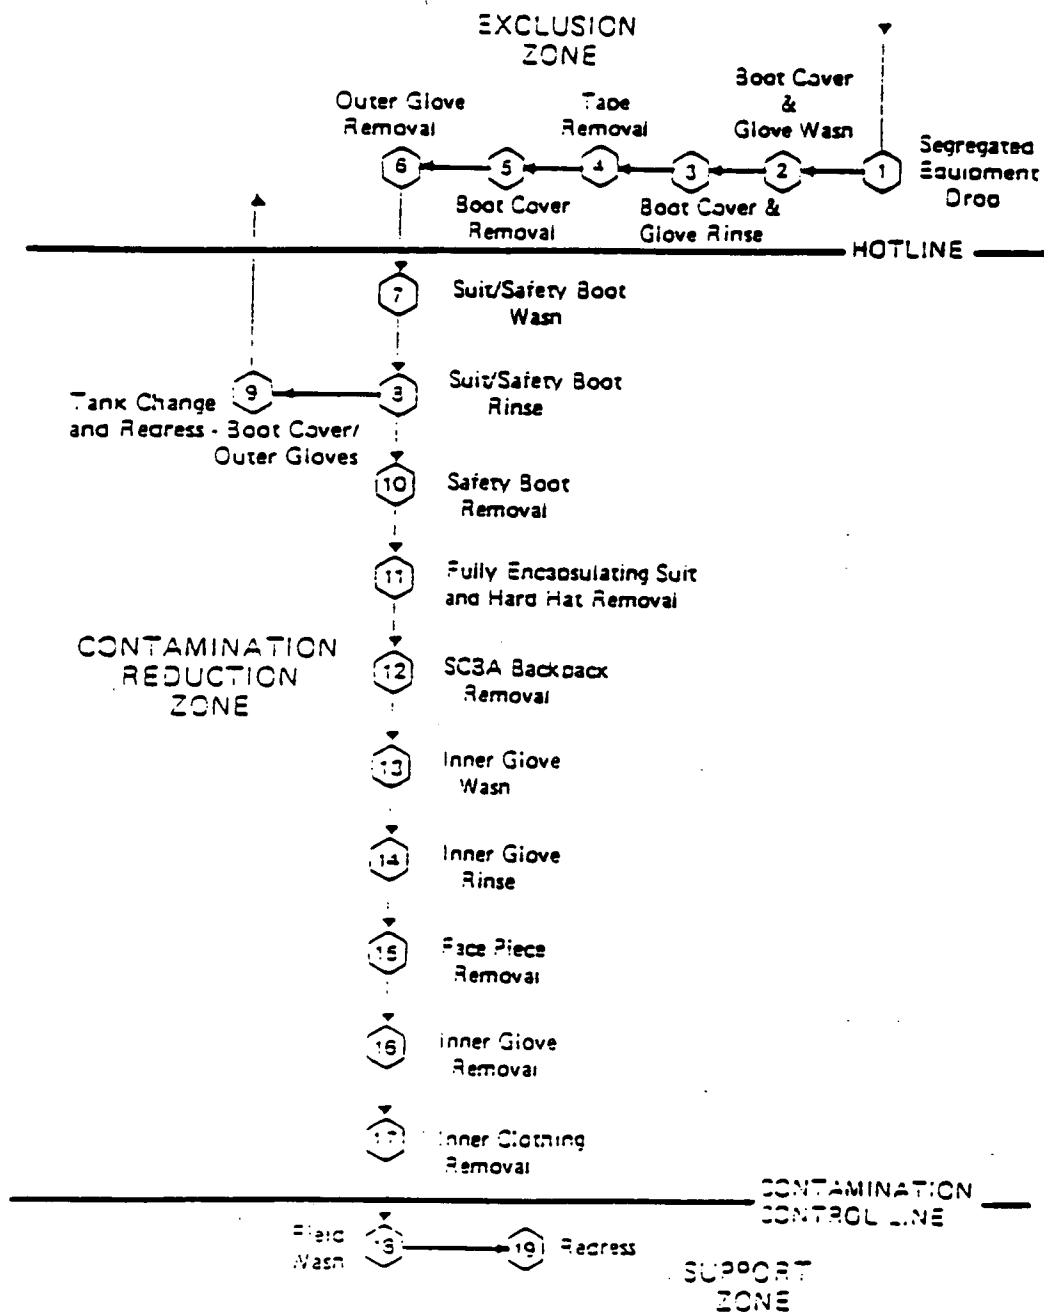 EXCLUSION
ZONE
Boot Cover
&
Glove Wash
Outer Glove
Removal
Tape
Removal
Segregated
Equipment
Drop
6
5
4
3
2
1
Boot Cover
Removal
Boot Cover &
Glove Rinse
HOTLINE
7
Suit/Safety Boot
Wash
9
8
Suit/Safety Boot
Rinse
Tank Change
and Redress - Boot Cover/
Outer Gloves
10
Safety Boot
Removal
11
Fully Encapsulating Suit
and Hard Hat Removal
CONTAMINATION
REDUCTION
ZONE
12
SCBA Backpack
Removal
13
Inner Glove
Wash
14
Inner Glove
Rinse
15
Face Piece
Removal
16
Inner Glove
Removal
17
Inner Clothing
Removal
CONTAMINATION
CONTROL LINE
Field
Wash
18
19
Redress
SUPPORT
ZONE